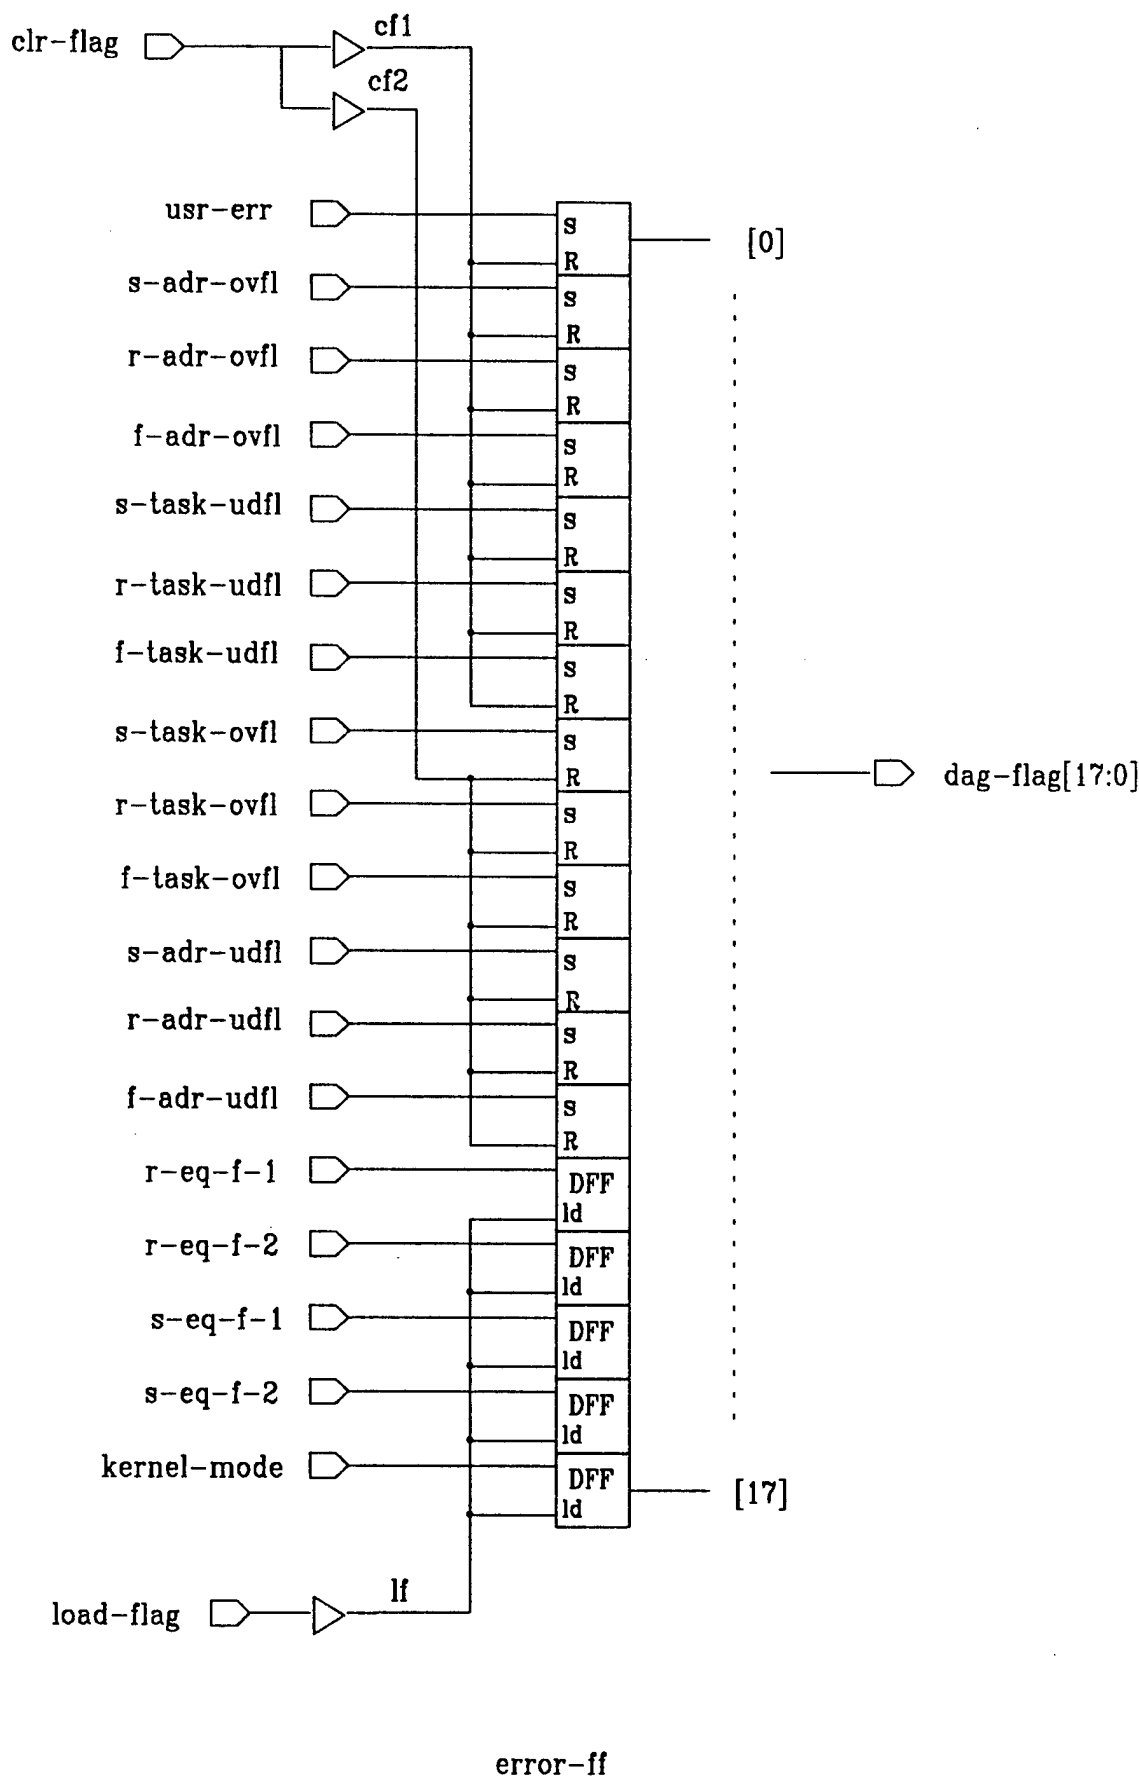 cf1
clr-flag
cf2
usr-err
S
[0]
R
s-adr-ovfl
S
R
r-adr-ovfl
S
R
f-adr-ovfl
S
R
s-task-udfl
S
R
r-task-udfl
S
R
f-task-udfl
S
R
s-task-ovfl
S
R
dag-flag[17:0]
r-task-ovfl
S
R
f-task-ovfl
S
R
s-adr-udfl
S
R
r-adr-udfl
S
R
f-adr-udfl
S
R
r-eq-f-1
DFF
ld
r-eq-f-2
DFF
ld
s-eq-f-1
DFF
ld
s-eq-f-2
DFF
ld
kernel-mode
DFF
[17]
ld
lf
load-flag
error-ff